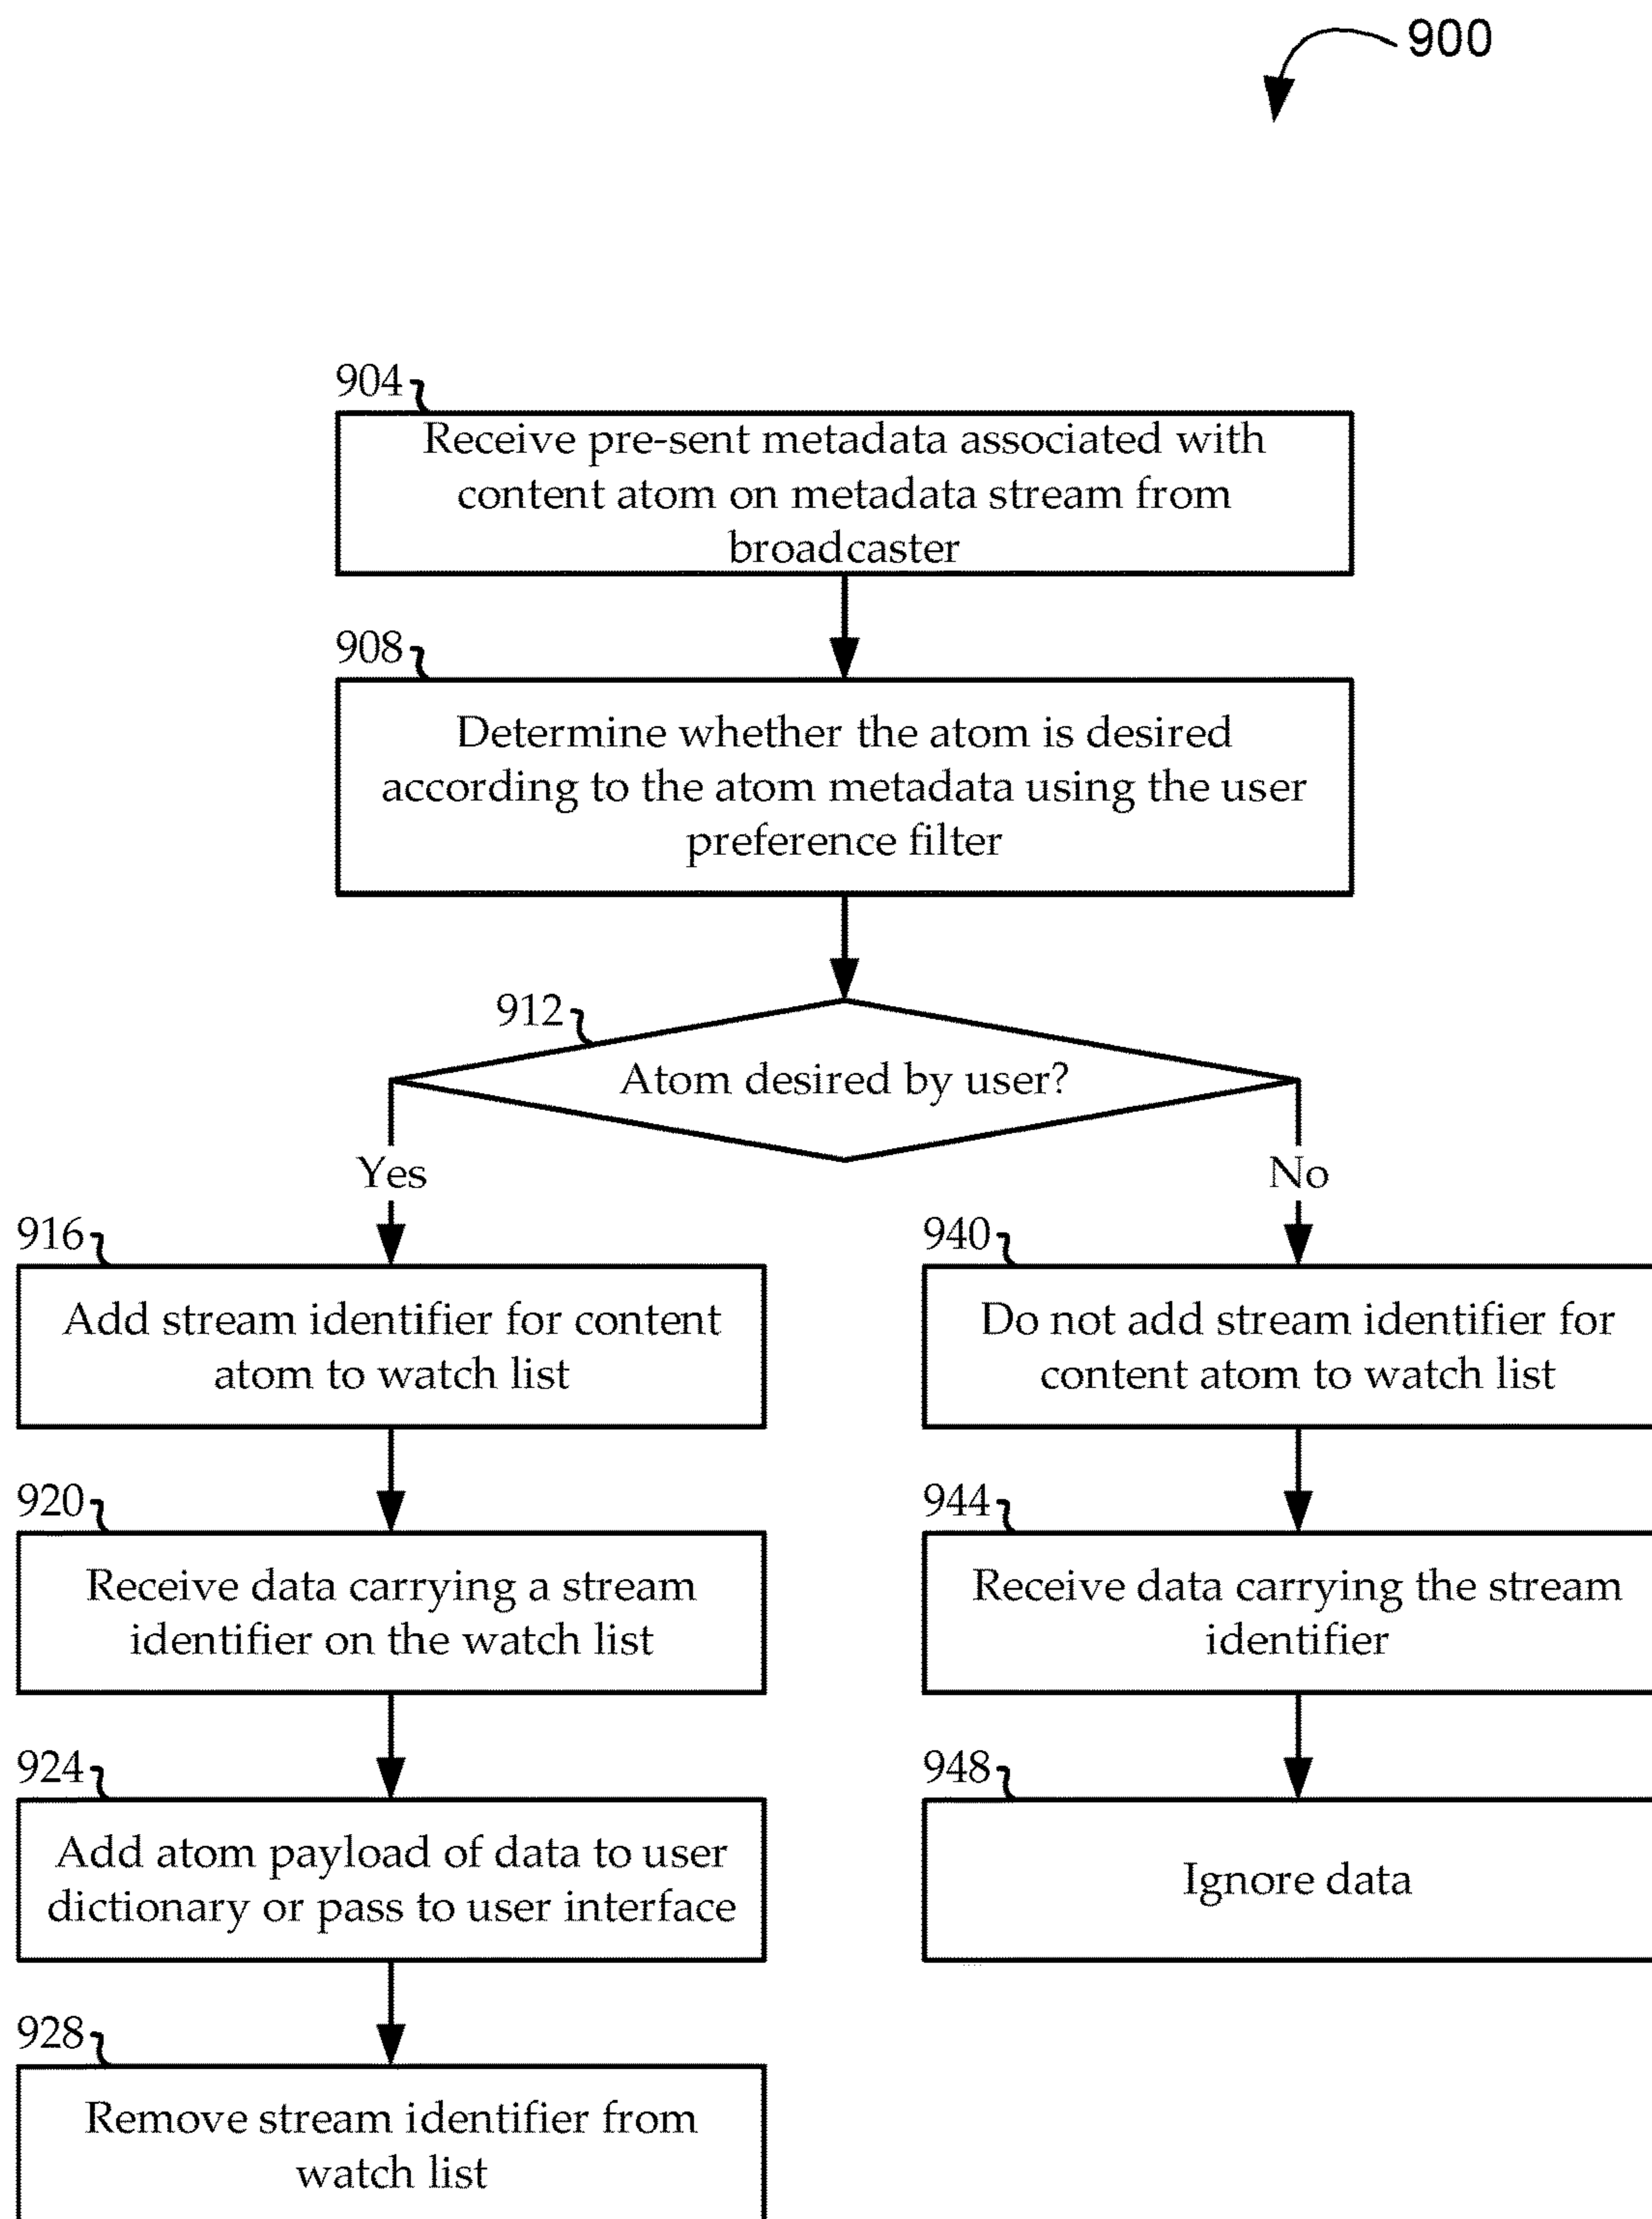 900
904
Receive pre-sent metadata associated with
content atom on metadata stream from
broadcaster
908
Determine whether the atom is desired
according to the atom metadata using the user
preference filter
912
Atom desired by user?
Yes
No
916
Add stream identifier for content
atom to watch list
940
Do not add stream identifier for
content atom to watch list
920
Receive data carrying a stream
identifier on the watch list
944
Receive data carrying the stream
identifier
924
Add atom payload of data to user
dictionary or pass to user interface
948
Ignore data
928
Remove stream identifier from
watch list